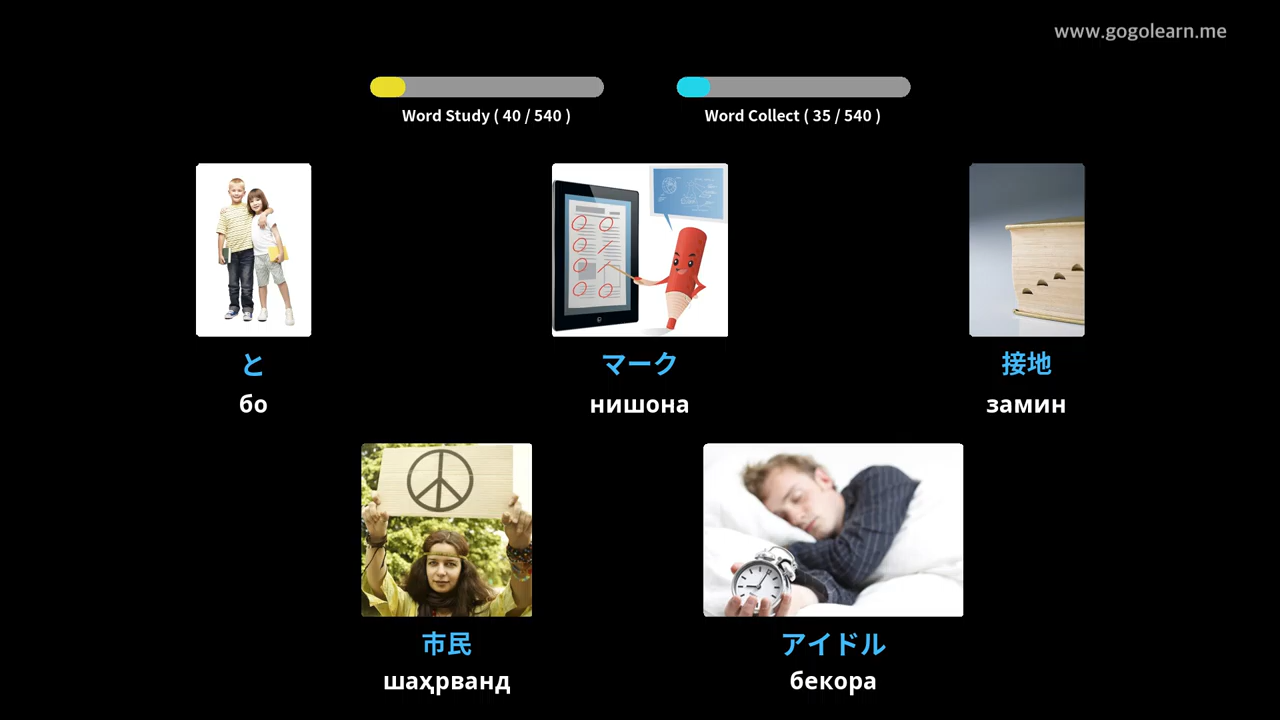 www.gogolearn.me
Word Study ( 40 / 540 )
Word Collect ( 35 / 540 )
と
マーク
接地
бо
нишона
замин
市民
アイドル
шаҳрванд
бекора